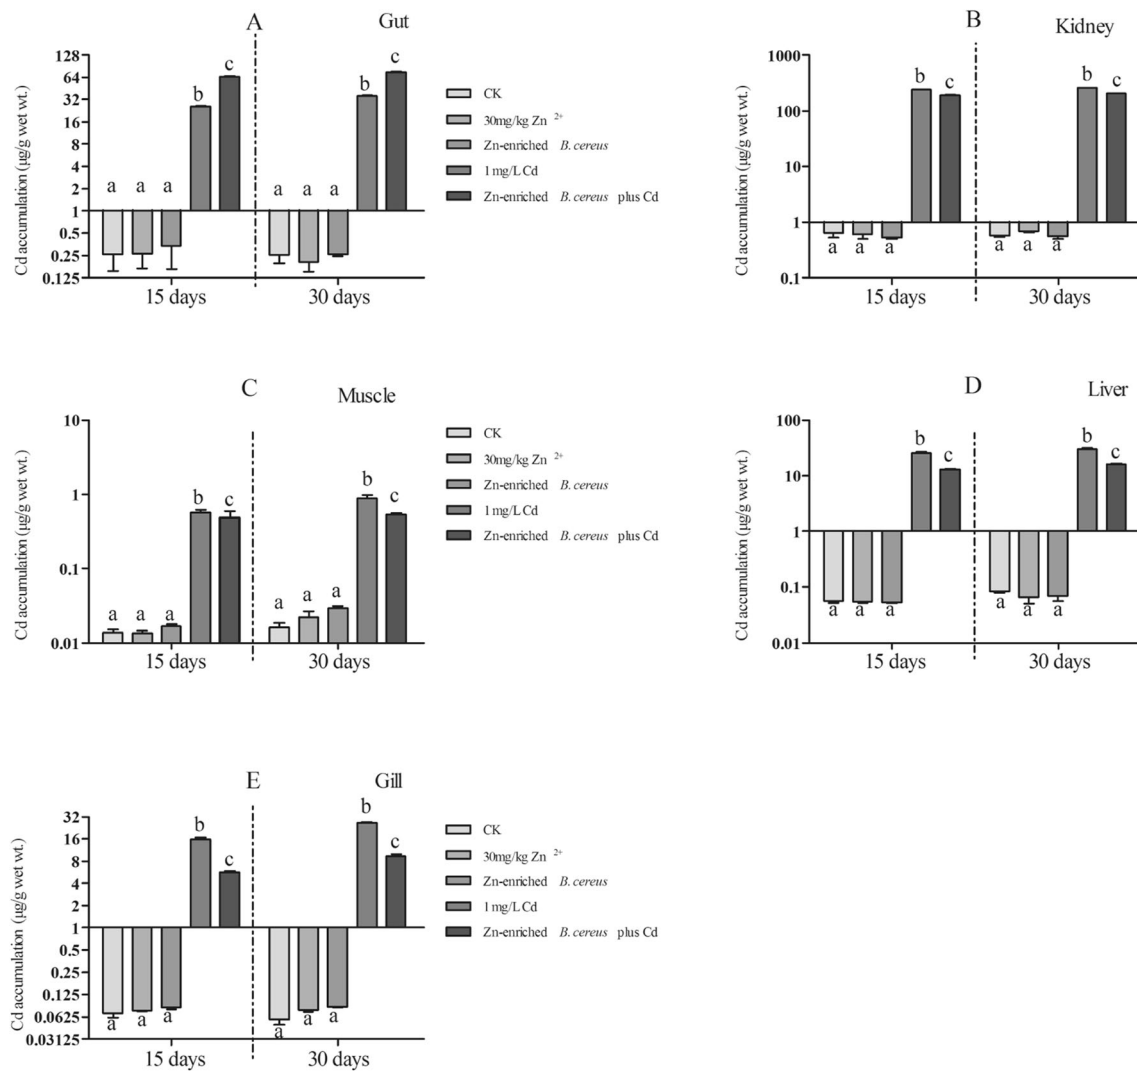 A Gut
Cd accumulation (µg/g wet wt.)
128
64
32
16
8
4
2
1
0.5
0.25
0.125
a a a b c
a a a b c
15 days 30 days
CK
30mg/kg Zn 2+
Zn-enriched B. cereus
1 mg/L Cd
Zn-enriched B. cereus plus Cd
B Kidney
Cd accumulation (µg/g wet wt.)
1000
100
10
1
0.1
b c
b c
a a a
a a a
15 days 30 days
C Muscle
Cd accumulation (µg/g wet wt.)
10
1
0.1
0.01
a a a b c
a a a b c
15 days 30 days
CK
30mg/kg Zn 2+
Zn-enriched B. cereus
1 mg/L Cd
Zn-enriched B. cereus plus Cd
D Liver
Cd accumulation (µg/g wet wt.)
100
10
1
0.1
0.01
b c
b c
a a a
a a a
15 days 30 days
E Gill
Cd accumulation (µg/g wet wt.)
32
16
8
4
2
1
0.5
0.25
0.125
0.0625
0.03125
b c
b c
a a a
a a a
15 days 30 days
CK
30mg/kg Zn 2+
Zn-enriched B. cereus
1 mg/L Cd
Zn-enriched B. cereus plus Cd